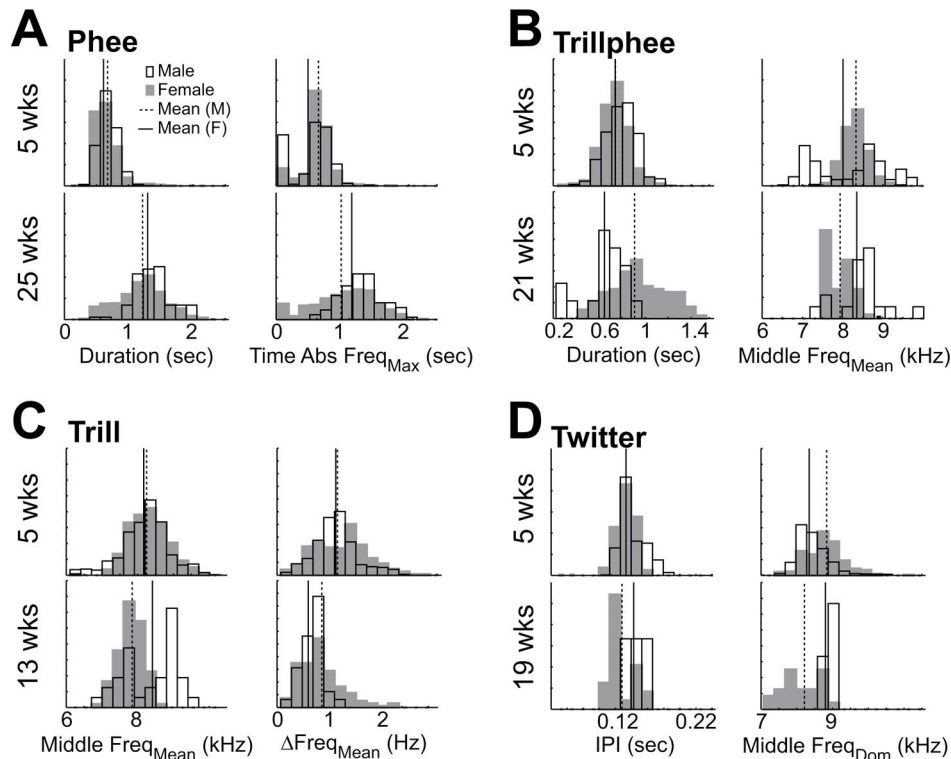 A Phee
5 wks
Male
Female
Mean (M)
Mean (F)
25 wks
0 1 2
0 1 2
Duration (sec)
Time Abs FreqMax (sec)
B Trillphee
5 wks
21 wks
0.2 0.6 1 1.4
6 7 8 9
Duration (sec)
Middle FreqMean (kHz)
C Trill
5 wks
13 wks
6 8
0 1 2
Middle FreqMean (kHz)
ΔFreqMean (Hz)
D Twitter
5 wks
19 wks
0.12 0.22
7 9
IPI (sec)
Middle FreqDom (kHz)